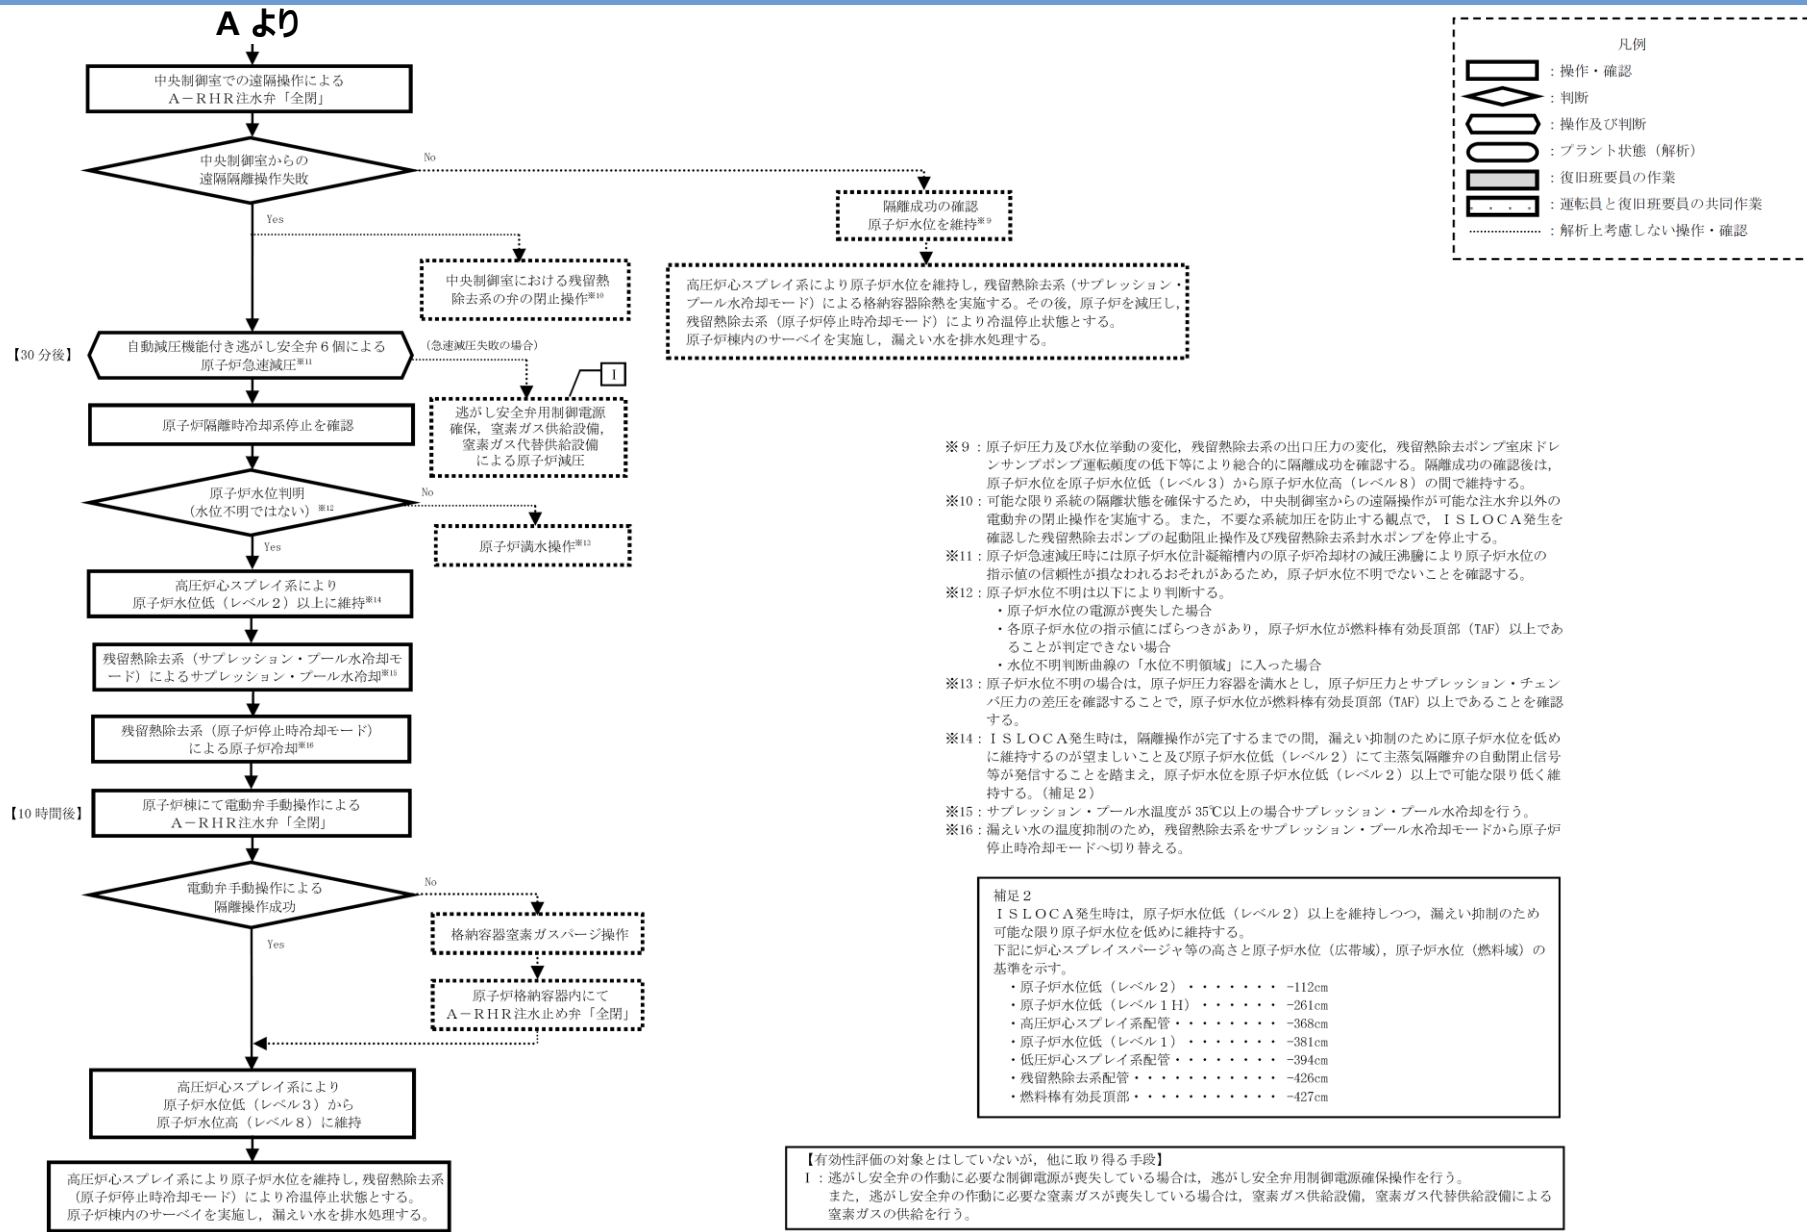 A より
中央制御室での遠隔操作による
A－RHR注水弁「全閉」
中央制御室からの
遠隔隔離操作失敗
No
Yes
隔離成功の確認
原子炉水位を維持※9
中央制御室における残留熱
除去系の弁の閉止操作※10
高圧炉心スプレイ系により原子炉水位を維持し，残留熱除去系（サプレッション・
プール水冷却モード）による格納容器除熱を実施する。その後，原子炉を減圧し，
残留熱除去系（原子炉停止時冷却モード）により冷温停止状態とする。
原子炉棟内のサーベイを実施し，漏えい水を排水処理する。
【30 分後】
自動減圧機能付き逃がし安全弁６個による
原子炉急速減圧※11
（急速減圧失敗の場合）
I
逃がし安全弁用制御電源
確保，窒素ガス供給設備，
窒素ガス代替供給設備
による原子炉減圧
原子炉隔離時冷却系停止を確認
原子炉水位判明
（水位不明ではない）※12
No
Yes
原子炉満水操作※13
高圧炉心スプレイ系により
原子炉水位低（レベル２）以上に維持※14
残留熱除去系（サプレッション・プール水冷却モ
ード）によるサプレッション・プール水冷却※15
残留熱除去系（原子炉停止時冷却モード）
による原子炉冷却※16
【10 時間後】
原子炉棟にて電動弁手動操作による
A－RHR注水弁「全閉」
電動弁手動操作による
隔離操作成功
No
Yes
格納容器窒素ガスパージ操作
原子炉格納容器内にて
A－RHR注水止め弁「全閉」
高圧炉心スプレイ系により
原子炉水位低（レベル３）から
原子炉水位高（レベル８）に維持
高圧炉心スプレイ系により原子炉水位を維持し，残留熱除去系
（原子炉停止時冷却モード）により冷温停止状態とする。
原子炉棟内のサーベイを実施し，漏えい水を排水処理する。
凡例
：操作・確認
：判断
：操作及び判断
：プラント状態（解析）
：復旧班要員の作業
：運転員と復旧班要員の共同作業
：解析上考慮しない操作・確認
※９：原子炉圧力及び水位挙動の変化，残留熱除去系の出口圧力の変化，残留熱除去ポンプ室床ドレ
ンサンプポンプ運転頻度の低下等により総合的に隔離成功を確認する。隔離成功の確認後は，
原子炉水位を原子炉水位低（レベル３）から原子炉水位高（レベル８）の間で維持する。
※10：可能な限り系統の隔離状態を確保するため，中央制御室からの遠隔操作が可能な注水弁以外の
電動弁の閉止操作を実施する。また，不要な系統加圧を防止する観点で，ＩＳＬＯＣＡ発生を
確認した残留熱除去ポンプの起動阻止操作及び残留熱除去系封水ポンプを停止する。
※11：原子炉急速減圧時には原子炉水位計凝縮槽内の原子炉冷却材の減圧沸騰により原子炉水位の
指示値の信頼性が損なわれるおそれがあるため，原子炉水位不明でないことを確認する。
※12：原子炉水位不明は以下により判断する。
・原子炉水位の電源が喪失した場合
・各原子炉水位の指示値にばらつきがあり，原子炉水位が燃料棒有効長頂部（TAF）以上であ
ることが判定できない場合
・水位不明判断曲線の「水位不明領域」に入った場合
※13：原子炉水位不明の場合は，原子炉圧力容器を満水とし，原子炉圧力とサプレッション・チェン
バ圧力の差圧を確認することで，原子炉水位が燃料棒有効長頂部（TAF）以上であることを確認
する。
※14：ＩＳＬＯＣＡ発生時は，隔離操作が完了するまでの間，漏えい抑制のために原子炉水位を低め
に維持するのが望ましいこと及び原子炉水位低（レベル２）にて主蒸気隔離弁の自動閉止信号
等が発信することを踏まえ，原子炉水位を原子炉水位低（レベル２）以上で可能な限り低く維
持する。（補足２）
※15：サプレッション・プール水温度が 35℃以上の場合サプレッション・プール水冷却を行う。
※16：漏えい水の温度抑制のため，残留熱除去系をサプレッション・プール水冷却モードから原子炉
停止時冷却モードへ切り替える。
補足２
ＩＳＬＯＣＡ発生時は，原子炉水位低（レベル２）以上を維持しつつ，漏えい抑制のため
可能な限り原子炉水位を低めに維持する。
下記に炉心スプレイスパージャ等の高さと原子炉水位（広帯域），原子炉水位（燃料域）の
基準を示す。
・原子炉水位低（レベル２）・・・・・・・ -112cm
・原子炉水位低（レベル１Ｈ）・・・・・・ -261cm
・高圧炉心スプレイ系配管・・・・・・・・ -368cm
・原子炉水位低（レベル１）・・・・・・・ -381cm
・低圧炉心スプレイ系配管・・・・・・・・ -394cm
・残留熱除去系配管・・・・・・・・・・・ -426cm
・燃料棒有効長頂部・・・・・・・・・・・ -427cm
【有効性評価の対象とはしていないが，他に取り得る手段】
Ｉ：逃がし安全弁の作動に必要な制御電源が喪失している場合は，逃がし安全弁用制御電源確保操作を行う。
また，逃がし安全弁の作動に必要な窒素ガスが喪失している場合は，窒素ガス供給設備，窒素ガス代替供給設備による
窒素ガスの供給を行う。